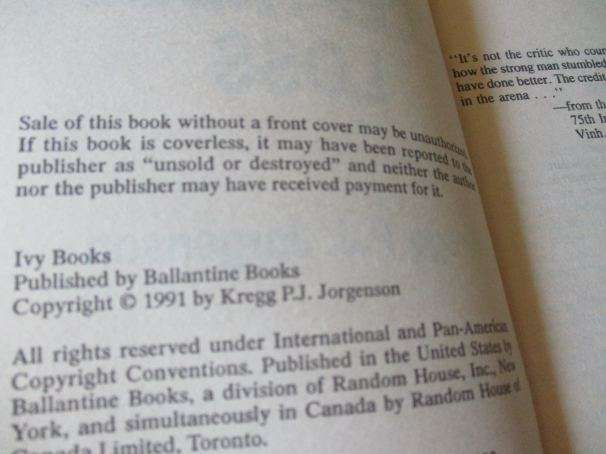 Sale of this book without a front cover may be unauthorized.
If this book is coverless, it may have been reported to the
publisher as “unsold or destroyed” and neither the author
nor the publisher may have received payment for it.
Ivy Books
Published by Ballantine Books
Copyright © 1991 by Kregg P.J. Jorgenson
All rights reserved under International and Pan-American
Copyright Conventions. Published in the United States by
Ballantine Books, a division of Random House, Inc., New
York, and simultaneously in Canada by Random House of
Canada Limited, Toronto.
“It's not the critic who
how the strong man stumbled
have done better. The credit
in the arena . . .”
—from
75th
Vinh